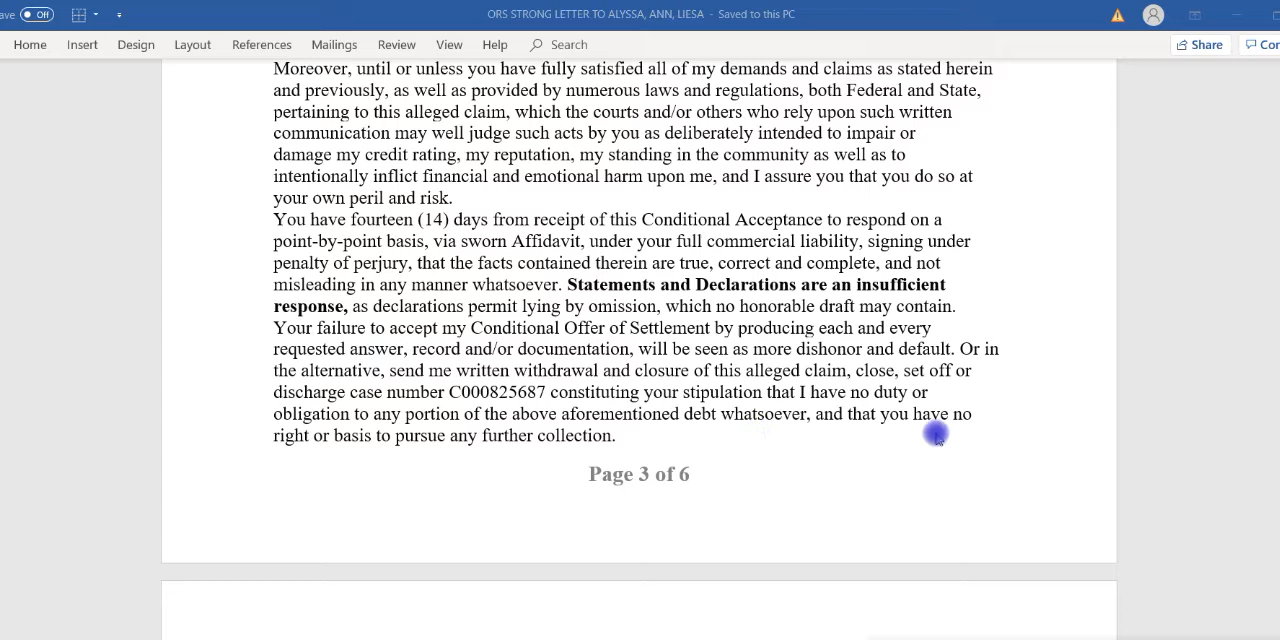 ave Off
ORS STRONG LETTER TO ALYSSA, ANN, LIESA - Saved to this PC
Home Insert Design Layout References Mailings Review View Help Search Share
Moreover, until or unless you have fully satisfied all of my demands and claims as stated herein
and previously, as well as provided by numerous laws and regulations, both Federal and State,
pertaining to this alleged claim, which the courts and/or others who rely upon such written
communication may well judge such acts by you as deliberately intended to impair or
damage my credit rating, my reputation, my standing in the community as well as to
intentionally inflict financial and emotional harm upon me, and I assure you that you do so at
your own peril and risk.
You have fourteen (14) days from receipt of this Conditional Acceptance to respond on a
point-by-point basis, via sworn Affidavit, under your full commercial liability, signing under
penalty of perjury, that the facts contained therein are true, correct and complete, and not
misleading in any manner whatsoever. Statements and Declarations are an insufficient
response, as declarations permit lying by omission, which no honorable draft may contain.
Your failure to accept my Conditional Offer of Settlement by producing each and every
requested answer, record and/or documentation, will be seen as more dishonor and default. Or in
the alternative, send me written withdrawal and closure of this alleged claim, close, set off or
discharge case number C000825687 constituting your stipulation that I have no duty or
obligation to any portion of the above aforementioned debt whatsoever, and that you have no
right or basis to pursue any further collection.
Page 3 of 6